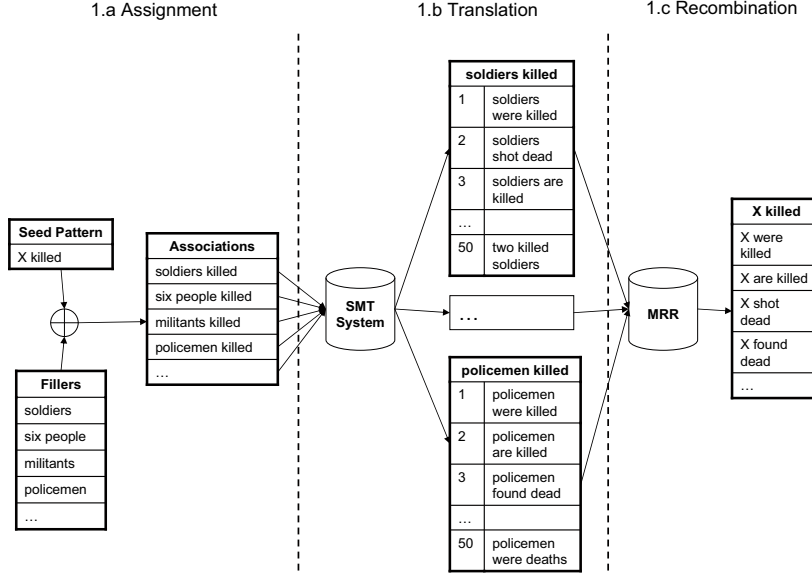 1.a Assignment
1.b Translation
1.c Recombination
Seed Pattern
X killed
Fillers
soldiers
six people
militants
policemen
...
Associations
soldiers killed
six people killed
militants killed
policemen killed
...
SMT
System
soldiers killed
1 soldiers
were killed
2 soldiers
shot dead
3 soldiers are
killed
...
50 two killed
soldiers
...
policemen killed
1 policemen
were killed
2 policemen
are killed
3 policemen
found dead
...
50 policemen
were deaths
MRR
X killed
X were
killed
X are killed
X shot
dead
X found
dead
...